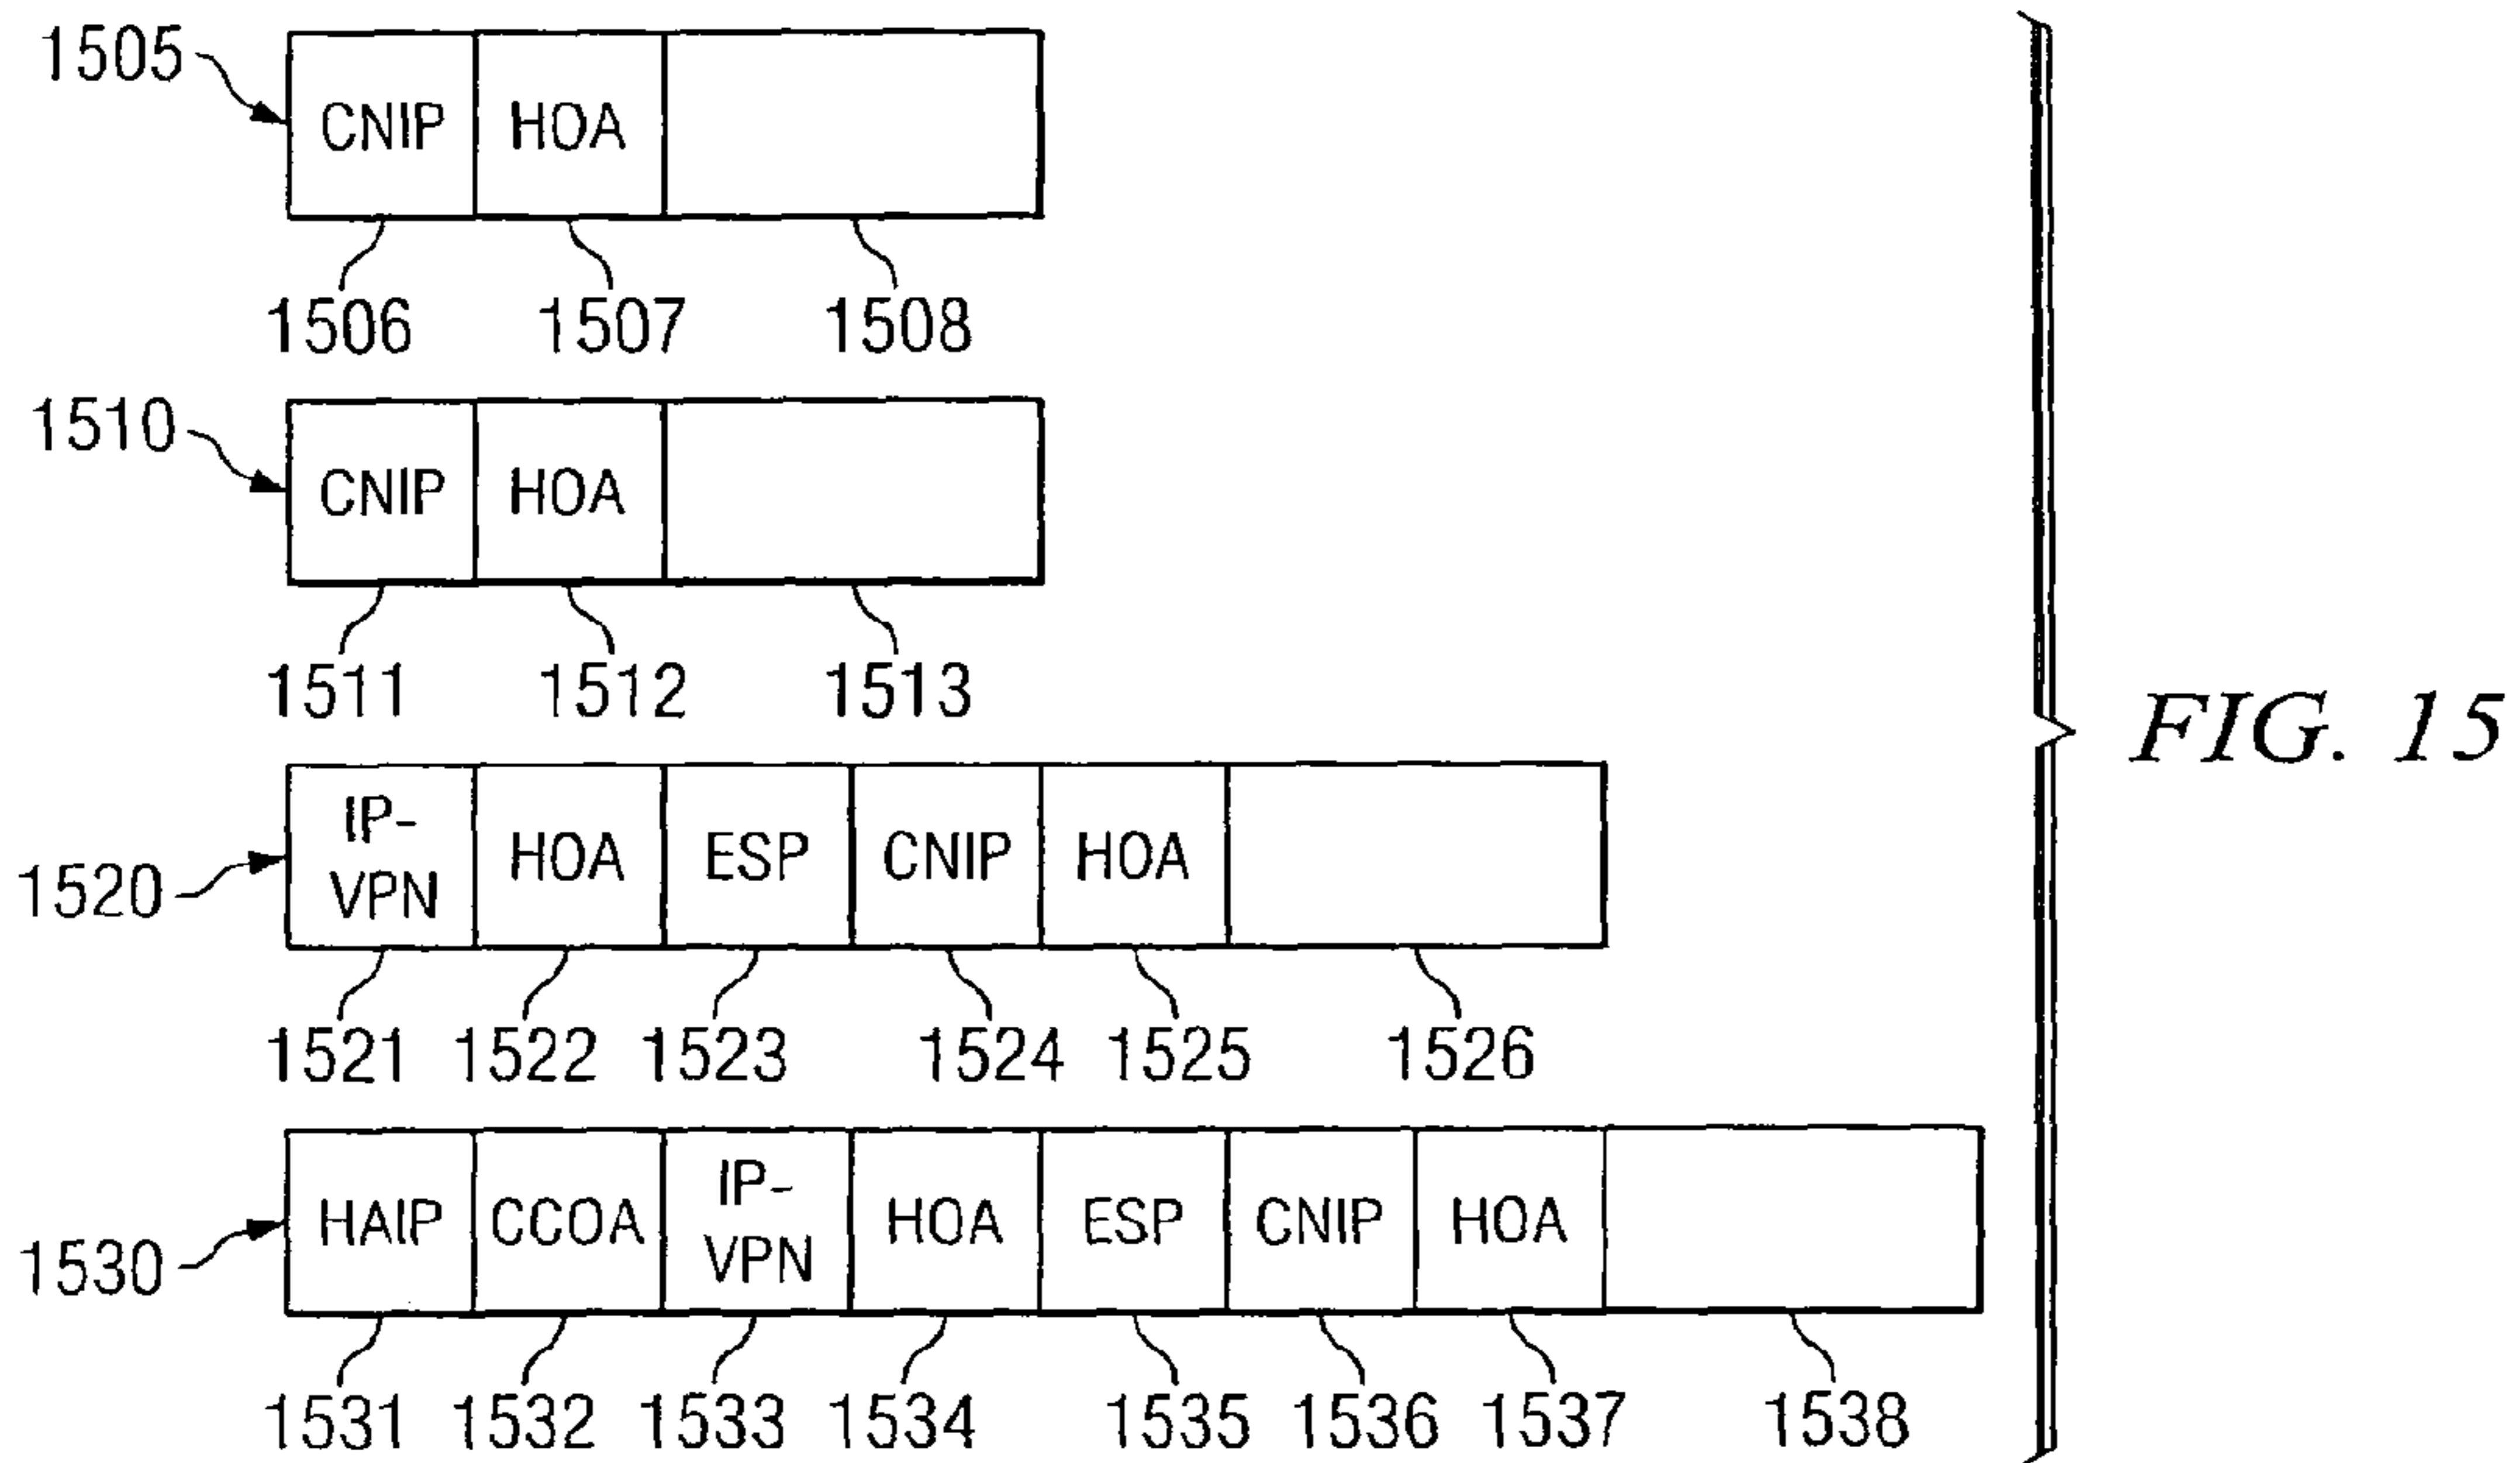 1505
CNIP HOA
1506 1507 1508
1510
CNIP HOA
1511 1512 1513
1520
IP-
VPN HOA ESP CNIP HOA
1521 1522 1523 1524 1525 1526
1530
HAIP CCOA IP-
VPN HOA ESP CNIP HOA
1531 1532 1533 1534 1535 1536 1537 1538
FIG. 15